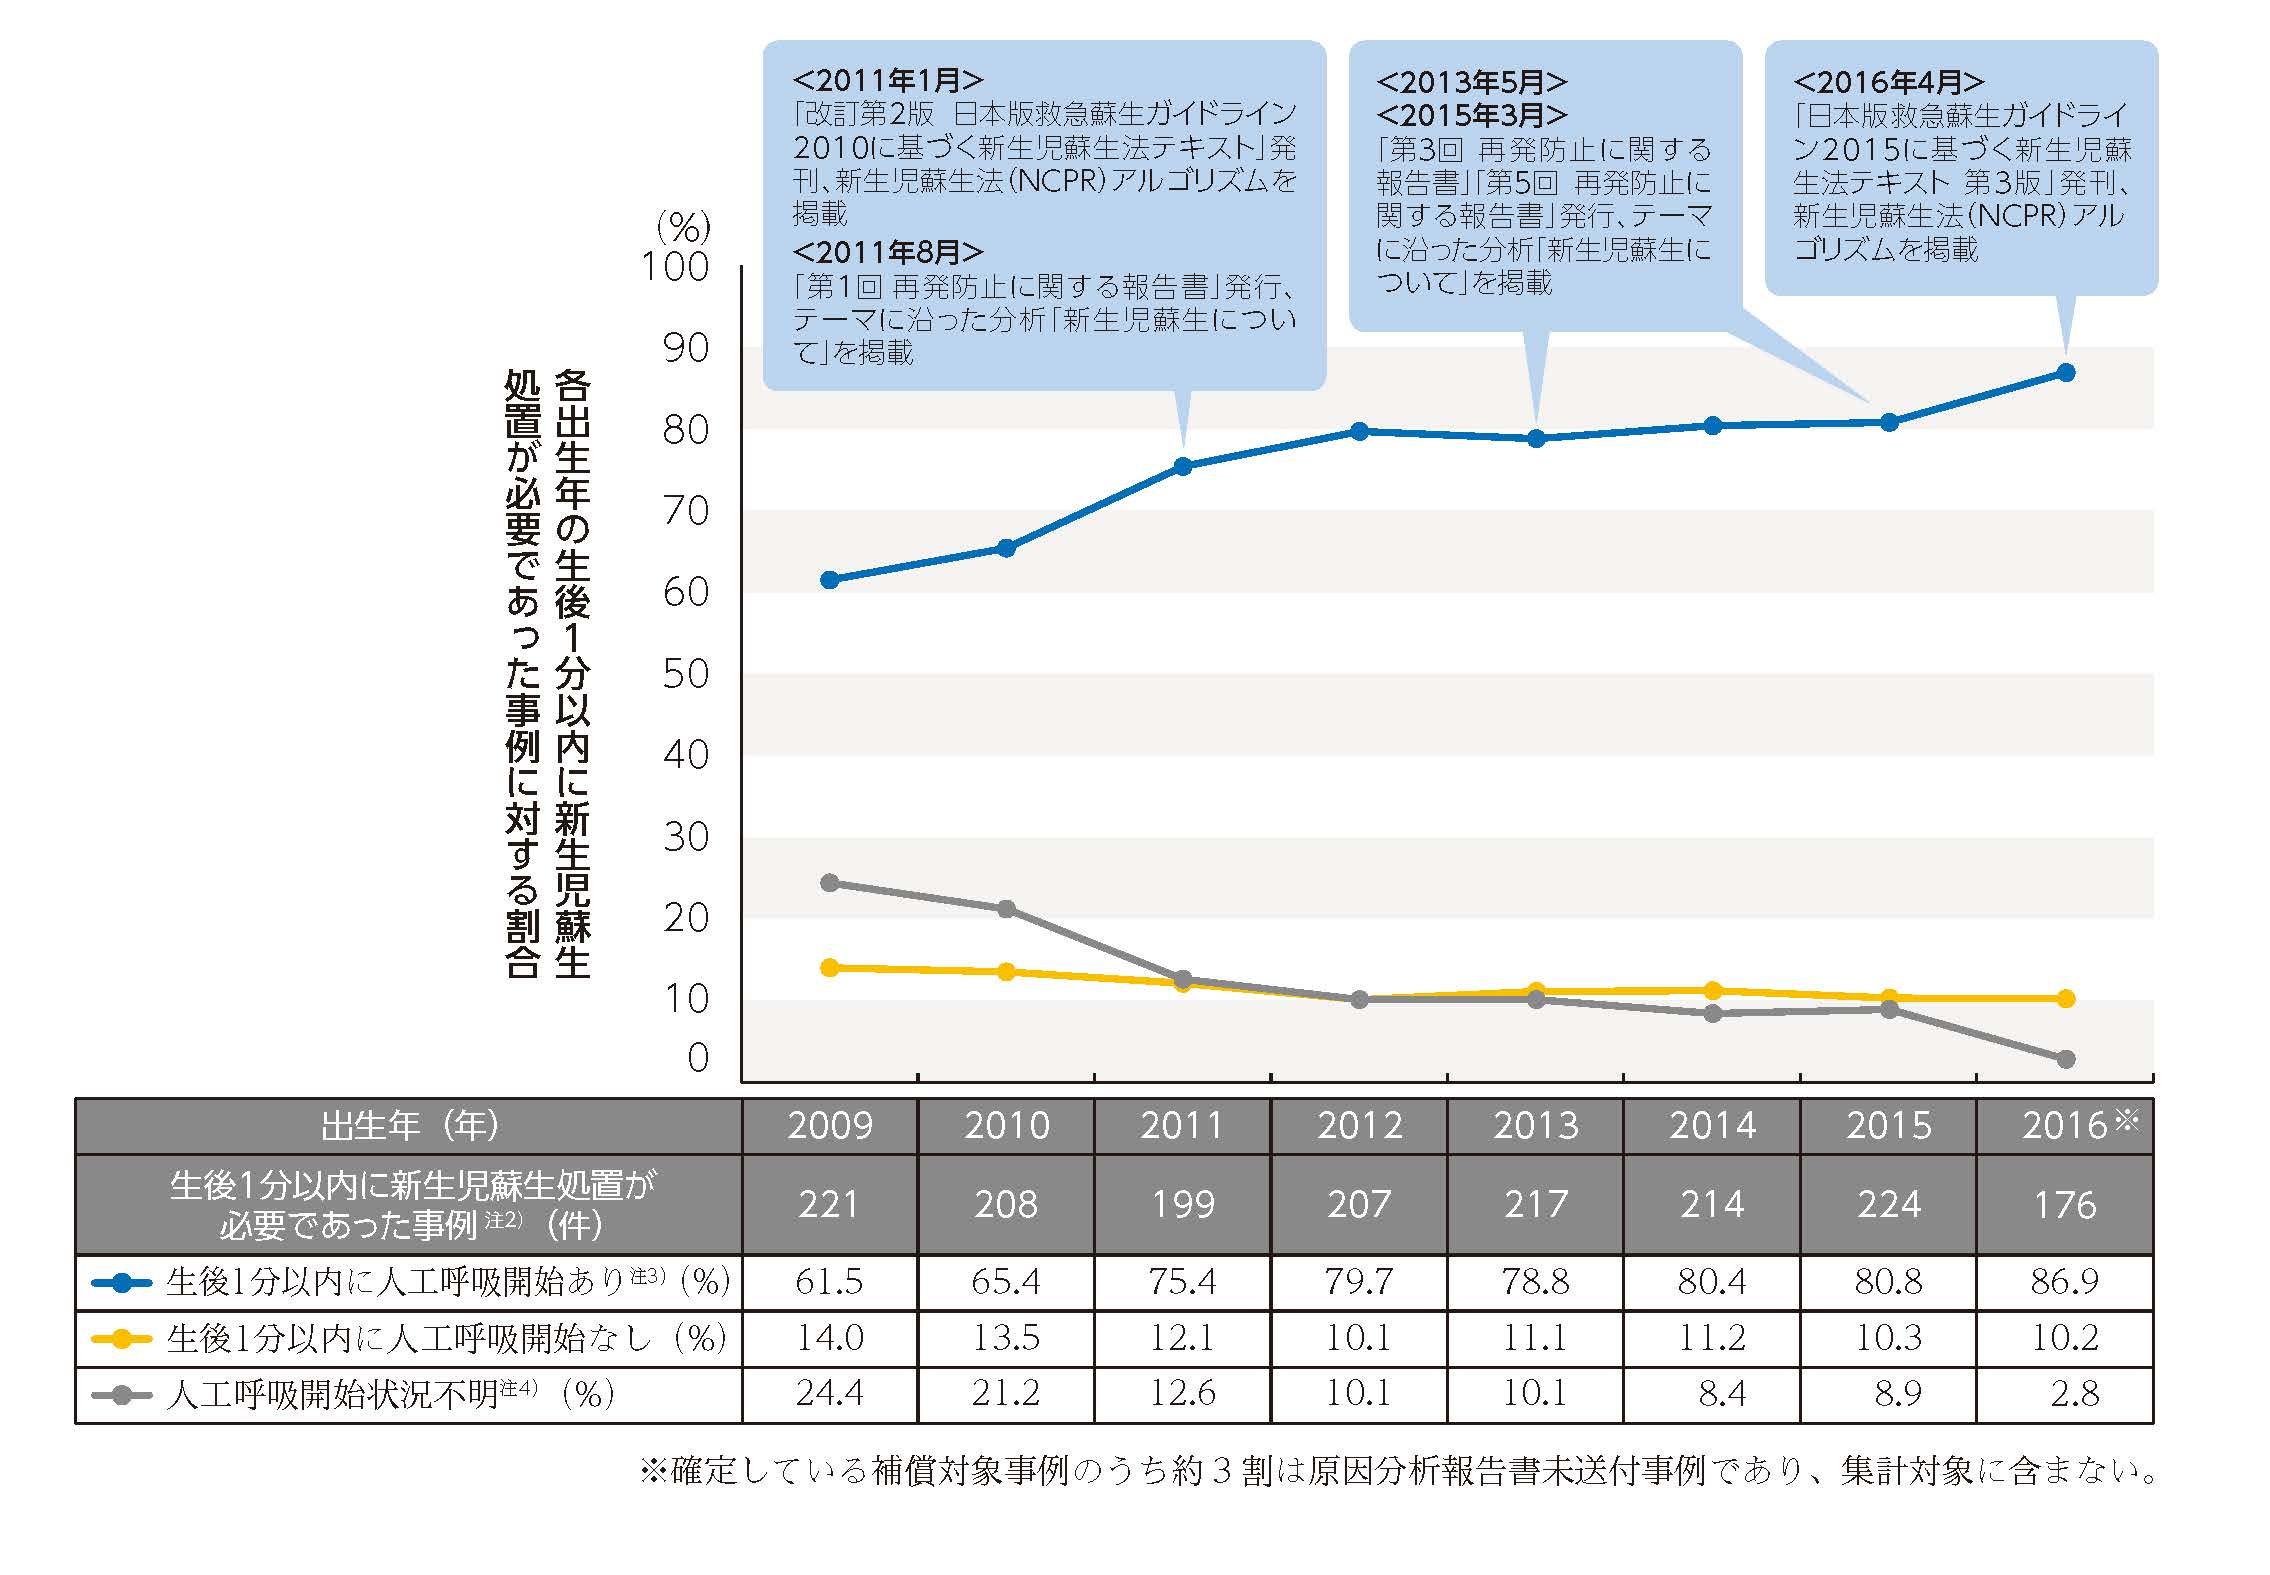 <2011年1月>
「改訂第2版 日本版救急蘇生ガイドライン
2010に基づく新生児蘇生法テキスト」発
刊、新生児蘇生法(NCPR)アルゴリズムを
掲載
<2011年8月>
「第1回 再発防止に関する報告書」発行、
テーマに沿った分析「新生児蘇生につい
て」を掲載
<2013年5月>
<2015年3月>
「第3回 再発防止に関する
報告書」「第5回 再発防止に
関する報告書」発行、テーマ
に沿った分析「新生児蘇生に
ついて」を掲載
<2016年4月>
「日本版救急蘇生ガイドライ
ン2015に基づく新生児蘇
生法テキスト 第3版」発刊、
新生児蘇生法(NCPR)アル
ゴリズムを掲載
各出生年の生後1分以内に新生児蘇生
処置が必要であった事例に対する割合
(%)
100
90
80
70
60
50
40
30
20
10
0
出生年(年) 2009 2010 2011 2012 2013 2014 2015 2016※
生後1分以内に新生児蘇生処置が
必要であった事例注2)(件) 221 208 199 207 217 214 224 176
生後1分以内に人工呼吸開始あり注3)(%) 61.5 65.4 75.4 79.7 78.8 80.4 80.8 86.9
生後1分以内に人工呼吸開始なし(%) 14.0 13.5 12.1 10.1 11.1 11.2 10.3 10.2
人工呼吸開始状況不明注4)(%) 24.4 21.2 12.6 10.1 10.1 8.4 8.9 2.8
※確定している補償対象事例のうち約3割は原因分析報告書未送付事例であり、集計対象に含まない。